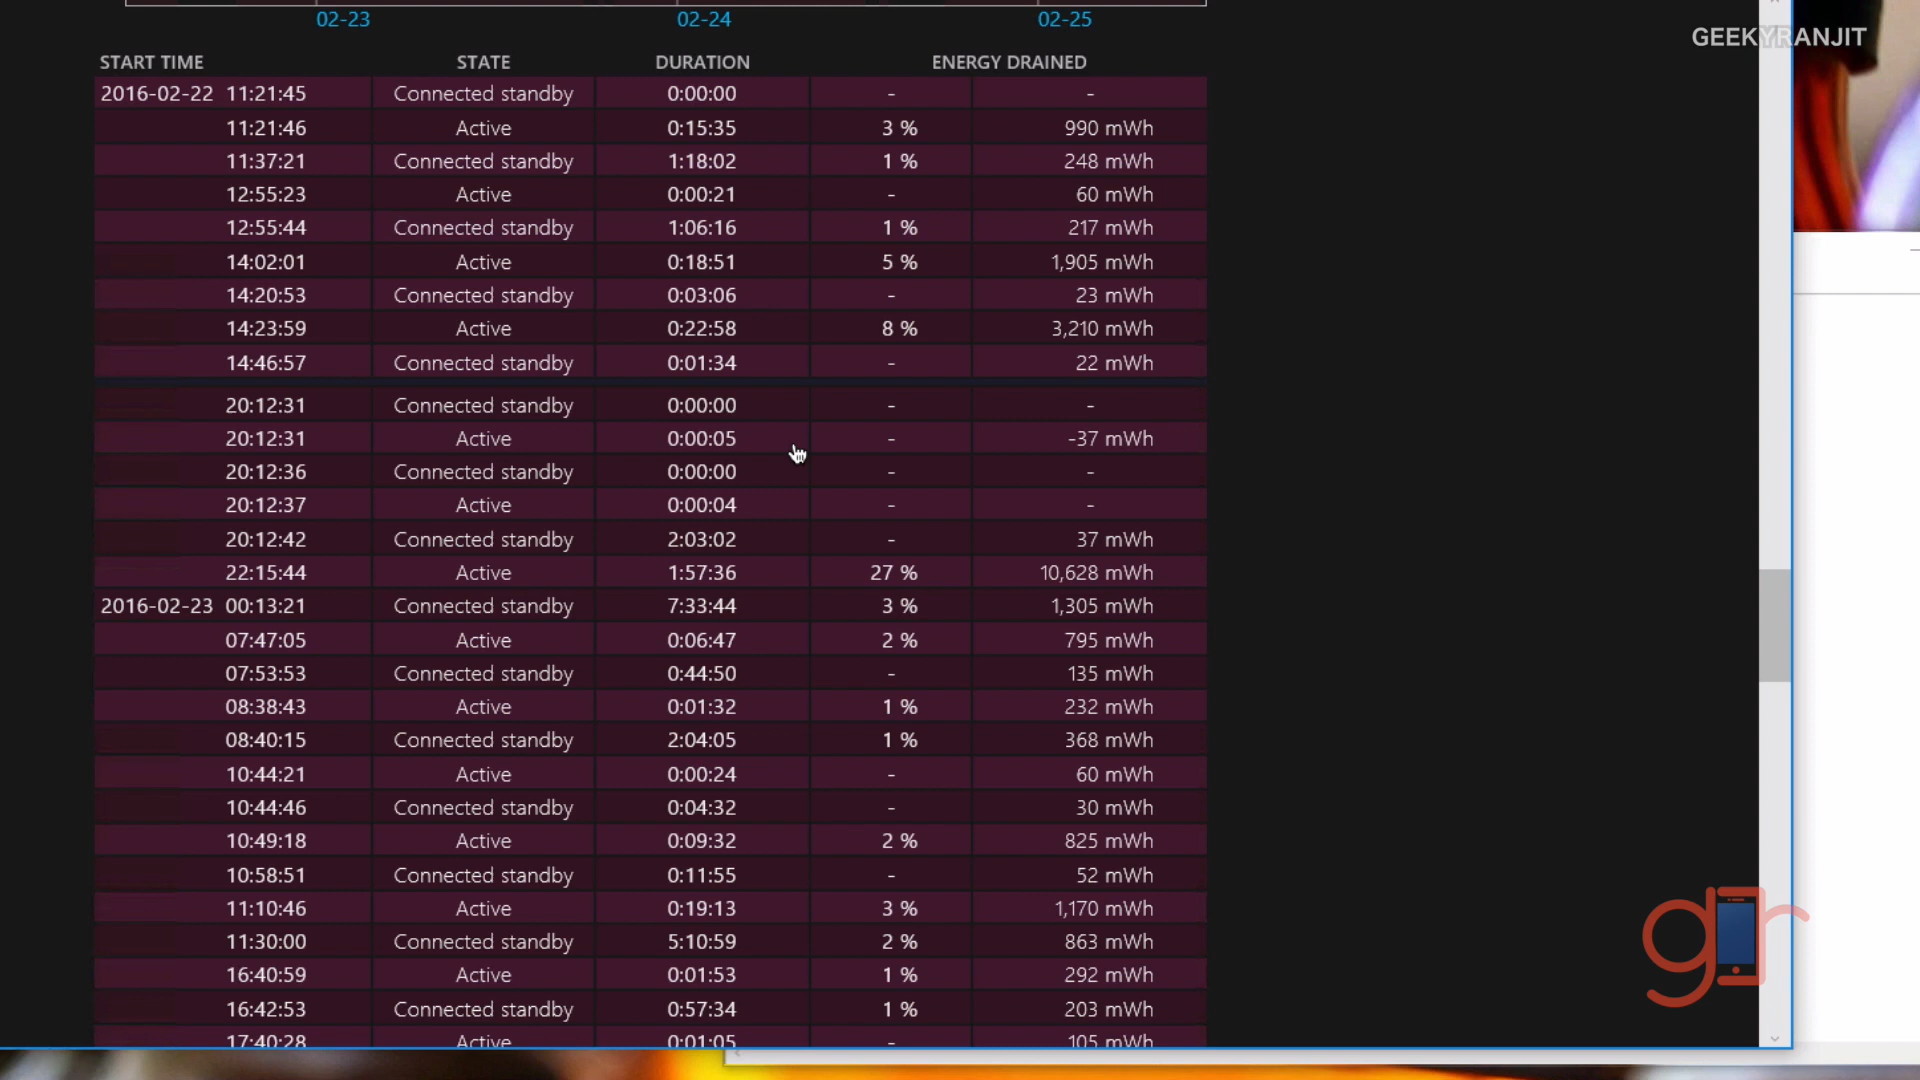 02-23 02-24 02-25
GEEKYRANJIT
START TIME STATE DURATION ENERGY DRAINED
2016-02-22 11:21:45 Connected standby 0:00:00 - -
11:21:46 Active 0:15:35 3 % 990 mWh
11:37:21 Connected standby 1:18:02 1 % 248 mWh
12:55:23 Active 0:00:21 - 60 mWh
12:55:44 Connected standby 1:06:16 1 % 217 mWh
14:02:01 Active 0:18:51 5 % 1,905 mWh
14:20:53 Connected standby 0:03:06 - 23 mWh
14:23:59 Active 0:22:58 8 % 3,210 mWh
14:46:57 Connected standby 0:01:34 - 22 mWh
20:12:31 Connected standby 0:00:00 - -
20:12:31 Active 0:00:05 - -37 mWh
20:12:36 Connected standby 0:00:00 - -
20:12:37 Active 0:00:04 - -
20:12:42 Connected standby 2:03:02 - 37 mWh
22:15:44 Active 1:57:36 27 % 10,628 mWh
2016-02-23 00:13:21 Connected standby 7:33:44 3 % 1,305 mWh
07:47:05 Active 0:06:47 2 % 795 mWh
07:53:53 Connected standby 0:44:50 - 135 mWh
08:38:43 Active 0:01:32 1 % 232 mWh
08:40:15 Connected standby 2:04:05 1 % 368 mWh
10:44:21 Active 0:00:24 - 60 mWh
10:44:46 Connected standby 0:04:32 - 30 mWh
10:49:18 Active 0:09:32 2 % 825 mWh
10:58:51 Connected standby 0:11:55 - 52 mWh
11:10:46 Active 0:19:13 3 % 1,170 mWh
11:30:00 Connected standby 5:10:59 2 % 863 mWh
16:40:59 Active 0:01:53 1 % 292 mWh
16:42:53 Connected standby 0:57:34 1 % 203 mWh
17:40:28 Active 0:01:05 - 105 mWh
gr